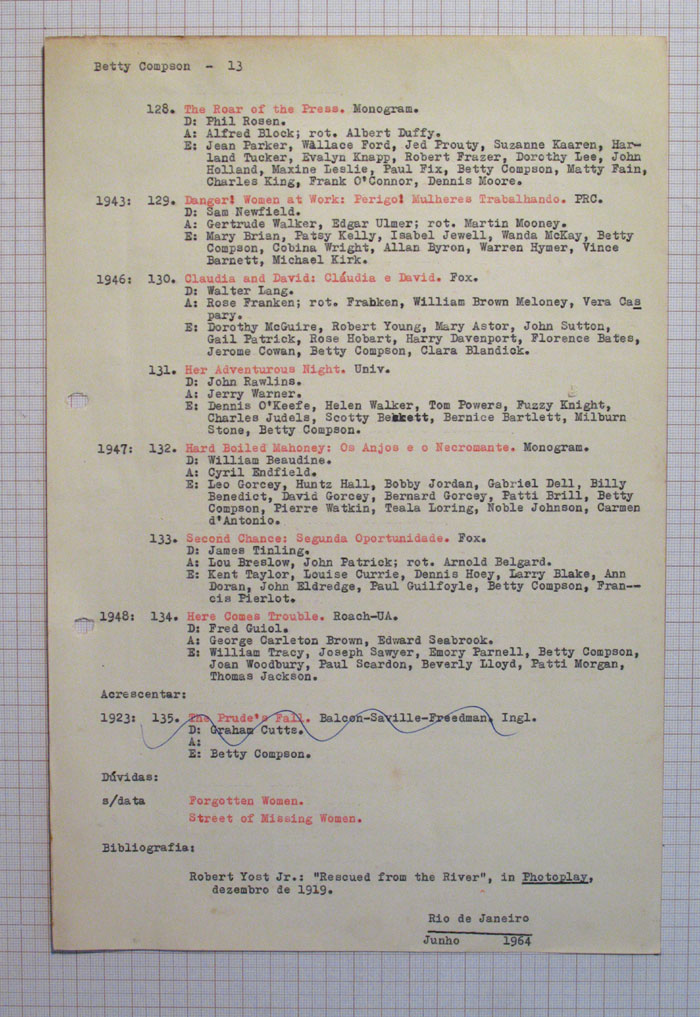 Betty Compson - 13
128. The Roar of the Press. Monogram.
D: Phil Rosen.
A: Alfred Block; rot. Albert Duffy.
E: Jean Parker, Wallace Ford, Jed Prouty, Suzanne Kaaren, Har-
land Tucker, Evalyn Knapp, Robert Frazer, Dorothy Lee, John
Holland, Maxine Leslie, Paul Fix, Betty Compson, Matty Fain,
Charles King, Frank O'Connor, Dennis Moore.
1943: 129. Danger! Women at Work: Perigo! Mulheres Trabalhando. PRC.
D: Sam Newfield.
A: Gertrude Walker, Edgar Ulmer; rot. Martin Mooney.
E: Mary Brian, Patsy Kelly, Isabel Jewell, Wanda McKay, Betty
Compson, Cobina Wright, Allan Byron, Warren Hymer, Vince
Barnett, Michael Kirk.
1946: 130. Claudia and David: Cláudia e David. Fox.
D: Walter Lang.
A: Rose Franken; rot. Franken, William Brown Meloney, Vera Cas
pary.
E: Dorothy McGuire, Robert Young, Mary Astor, John Sutton,
Gail Patrick, Rose Hobart, Harry Davenport, Florence Bates,
Jerome Cowan, Betty Compson, Clara Blandick.
131. Her Adventurous Night. Univ.
D: John Rawlins.
A: Jerry Warner.
E: Dennis O'Keefe, Helen Walker, Tom Powers, Fuzzy Knight,
Charles Judels, Scotty Beckett, Bernice Bartlett, Milburn
Stone, Betty Compson.
1947: 132. Hard Boiled Mahoney: Os Anjos e o Necromante. Monogram.
D: William Beaudine.
A: Cyril Endfield.
E: Leo Gorcey, Huntz Hall, Bobby Jordan, Gabriel Dell, Billy
Benedict, David Gorcey, Bernard Gorcey, Patti Brill, Betty
Compson, Pierre Watkin, Teala Loring, Noble Johnson, Carmen
d'Antonio.
133. Second Chance: Segunda Oportunidade. Fox.
D: James Tinling.
A: Lou Breslow, John Patrick; rot. Arnold Belgard.
E: Kent Taylor, Louise Currie, Dennis Hoey, Larry Blake, Ann
Doran, John Eldredge, Paul Guilfoyle, Betty Compson, Fran--
cis Pierlot.
1948: 134. Here Comes Trouble. Roach-UA.
D: Fred Guiol.
A: George Carleton Brown, Edward Seabrook.
E: William Tracy, Joseph Sawyer, Emory Parnell, Betty Compson,
Joan Woodbury, Paul Scardon, Beverly Lloyd, Patti Morgan,
Thomas Jackson.
Acrescentar:
1923: 135. The Prude's Fall. Balcon-Saville-Freedman. Ingl.
D: Graham Cutts.
A:
E: Betty Compson.
Dúvidas:
s/data Forgotten Women.
Street of Missing Women.
Bibliografia:
Robert Yost Jr.: "Rescued from the River", in Photoplay,
dezembro de 1919.
Rio de Janeiro
Junho 1964